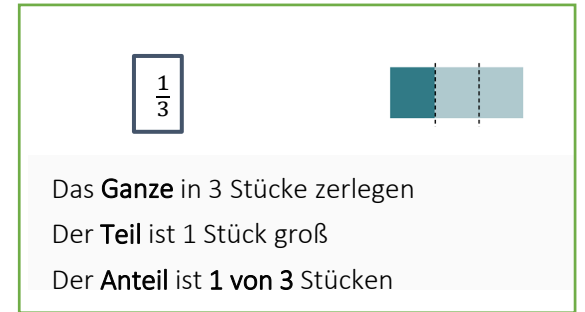 1/3
Das Ganze in 3 Stücke zerlegen
Der Teil ist 1 Stück groß
Der Anteil ist 1 von 3 Stücken